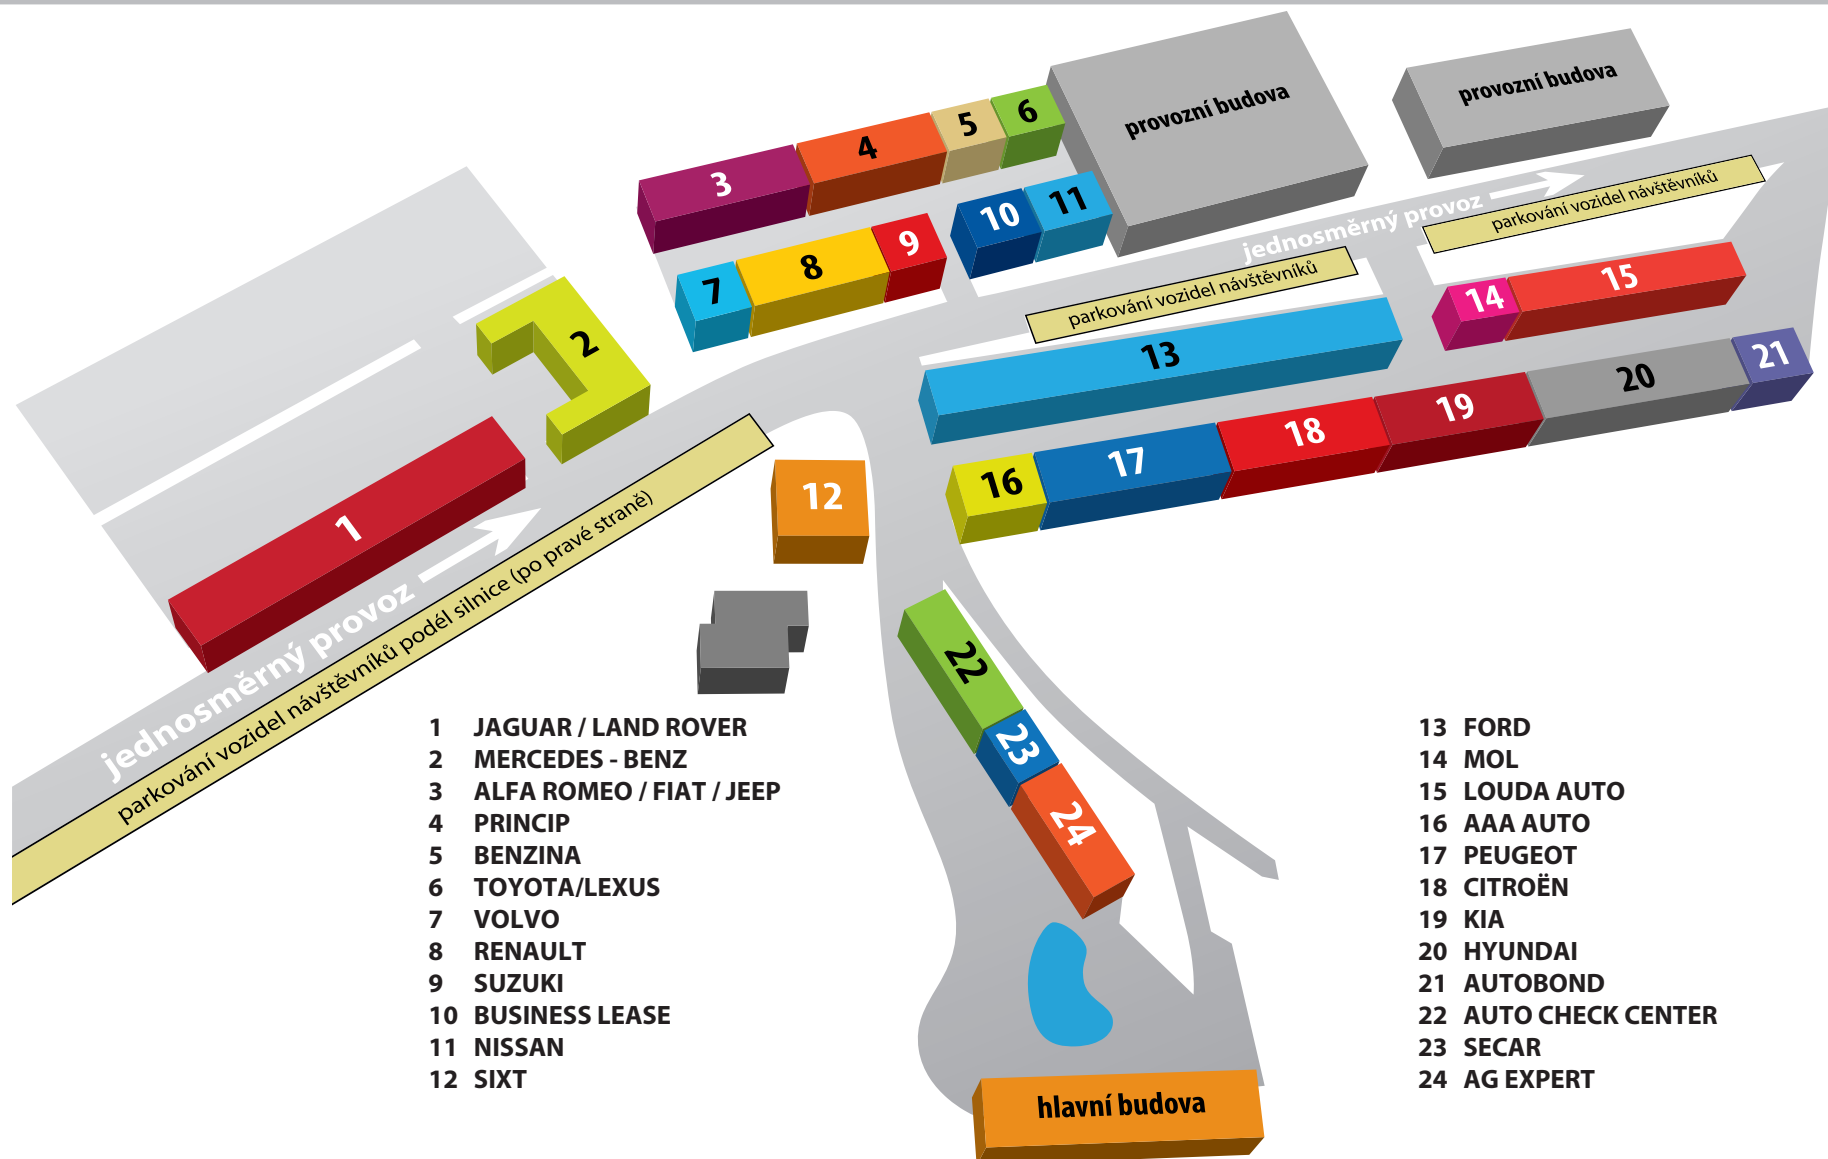 provozní budova
provozní budova
6
5
4
3
11
10
9
8
7
jednosměrný provoz
parkování vozidel návštěvníků
parkování vozidel návštěvníků
15
14
2
13
21
20
19
18
17
16
12
1
jednosměrný provoz
parkování vozidel návštěvníků podél silnice (po pravé straně)
22
23
24
1 JAGUAR / LAND ROVER
2 MERCEDES - BENZ
3 ALFA ROMEO / FIAT / JEEP
4 PRINCIP
5 BENZINA
6 TOYOTA/LEXUS
7 VOLVO
8 RENAULT
9 SUZUKI
10 BUSINESS LEASE
11 NISSAN
12 SIXT
13 FORD
14 MOL
15 LOUDA AUTO
16 AAA AUTO
17 PEUGEOT
18 CITROËN
19 KIA
20 HYUNDAI
21 AUTOBOND
22 AUTO CHECK CENTER
23 SECAR
24 AG EXPERT
hlavní budova